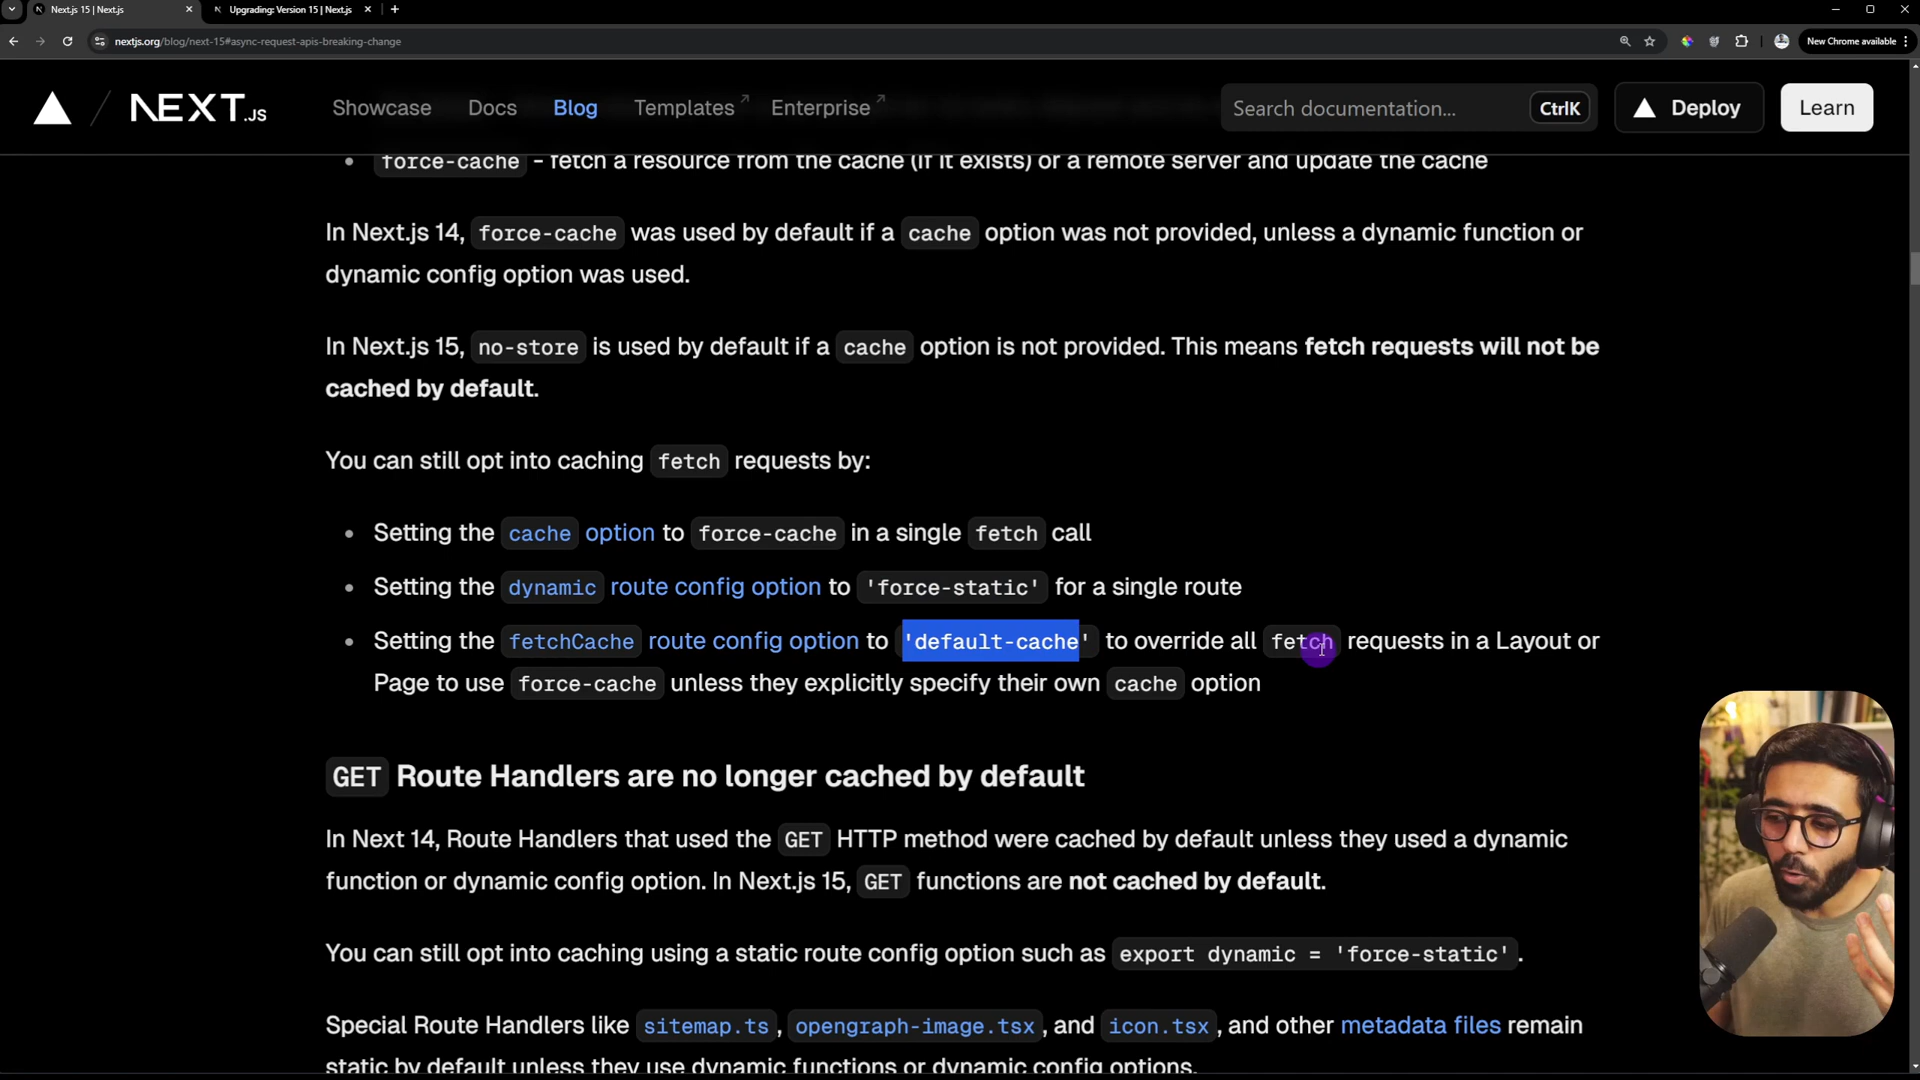 Next.js 15 | Next.js
Upgrading: Version 15 | Next.js
nextjs.org/blog/next-15#async-request-apis-breaking-change
New Chrome available
NEXT.JS
Showcase
Docs
Blog
Templates
Enterprise
Search documentation...
CtrlK
Deploy
Learn
force-cache - fetch a resource from the cache (if it exists) or a remote server and update the cache
In Next.js 14, force-cache was used by default if a cache option was not provided, unless a dynamic function or
dynamic config option was used.
In Next.js 15, no-store is used by default if a cache option is not provided. This means fetch requests will not be
cached by default.
You can still opt into caching fetch requests by:
Setting the cache option to force-cache in a single fetch call
Setting the dynamic route config option to 'force-static' for a single route
Setting the fetchCache route config option to 'default-cache' to override all fetch requests in a Layout or
Page to use force-cache unless they explicitly specify their own cache option
GET Route Handlers are no longer cached by default
In Next 14, Route Handlers that used the GET HTTP method were cached by default unless they used a dynamic
function or dynamic config option. In Next.js 15, GET functions are not cached by default.
You can still opt into caching using a static route config option such as export dynamic = 'force-static'.
Special Route Handlers like sitemap.ts, opengraph-image.tsx, and icon.tsx, and other metadata files remain
static by default unless they use dynamic functions or dynamic config options.